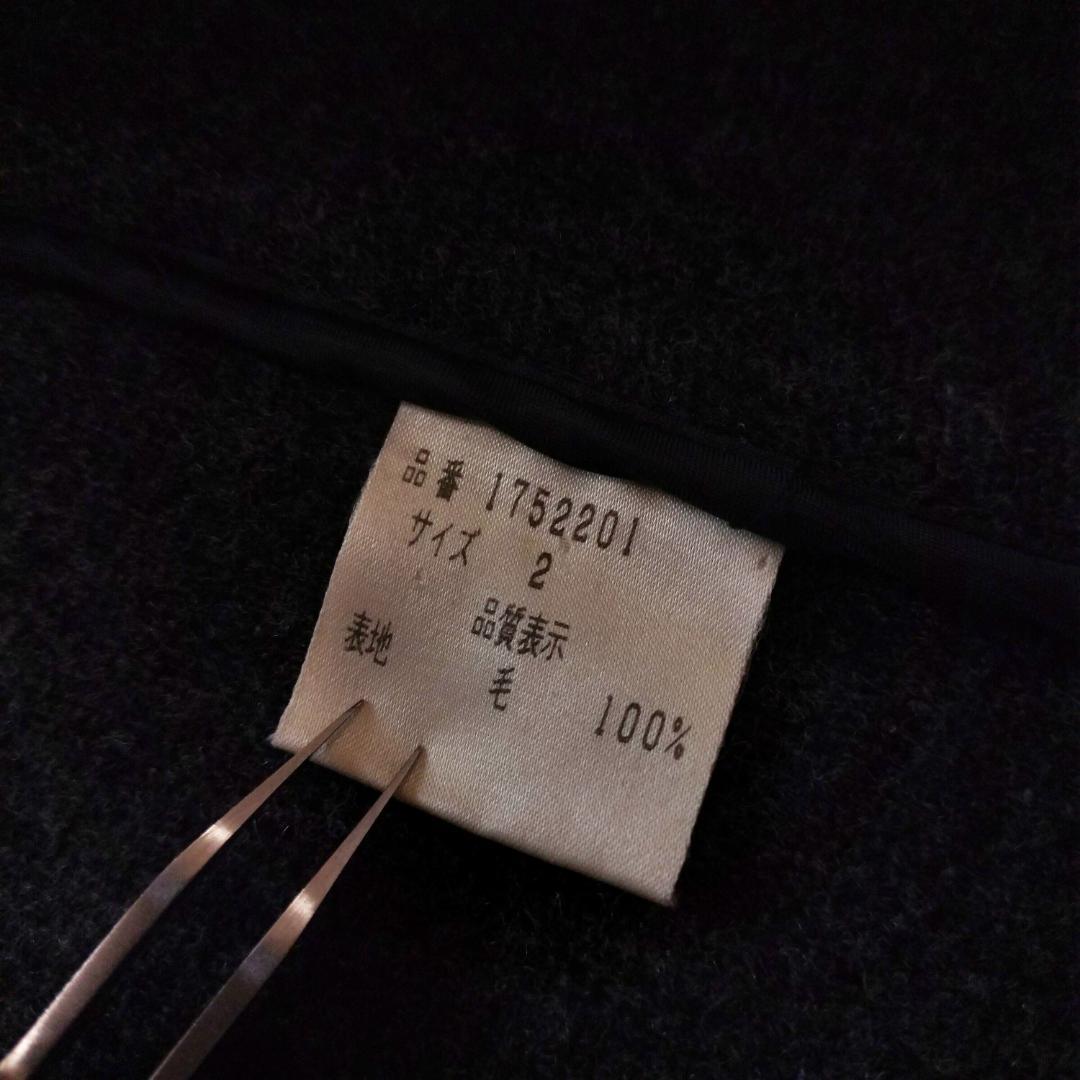 品番 1752201
サイズ 2
品質表示
表地 毛 100%